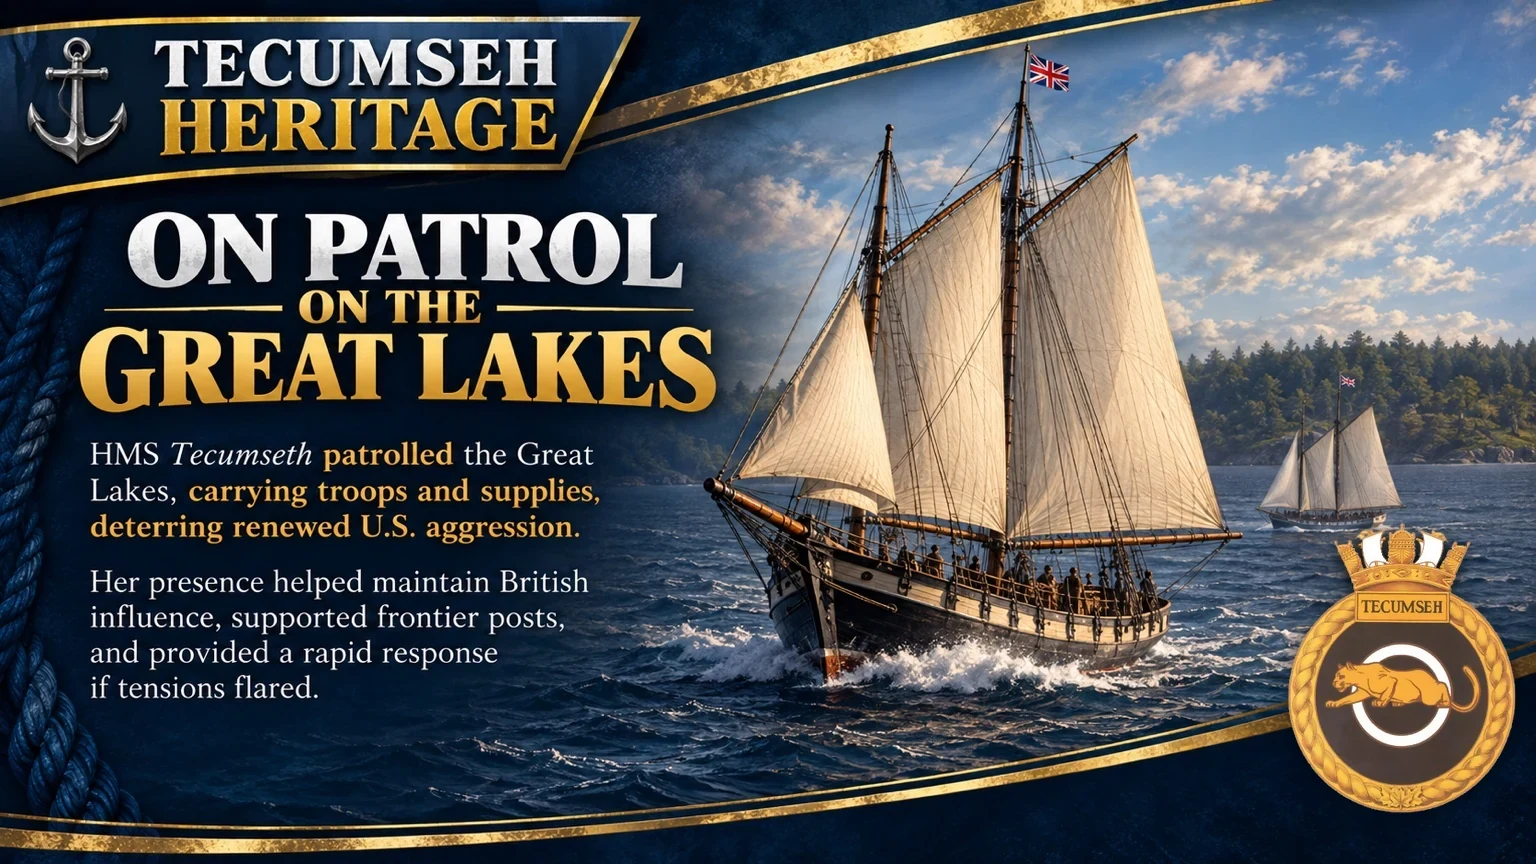 TECUMSEH
HERITAGE
ON PATROL
ON THE
GREAT LAKES
HMS Tecumseth patrolled the Great
Lakes, carrying troops and supplies,
deterring renewed U.S. aggression.
Her presence helped maintain British
influence, supported frontier posts,
and provided a rapid response
if tensions flared.
TECUMSEH